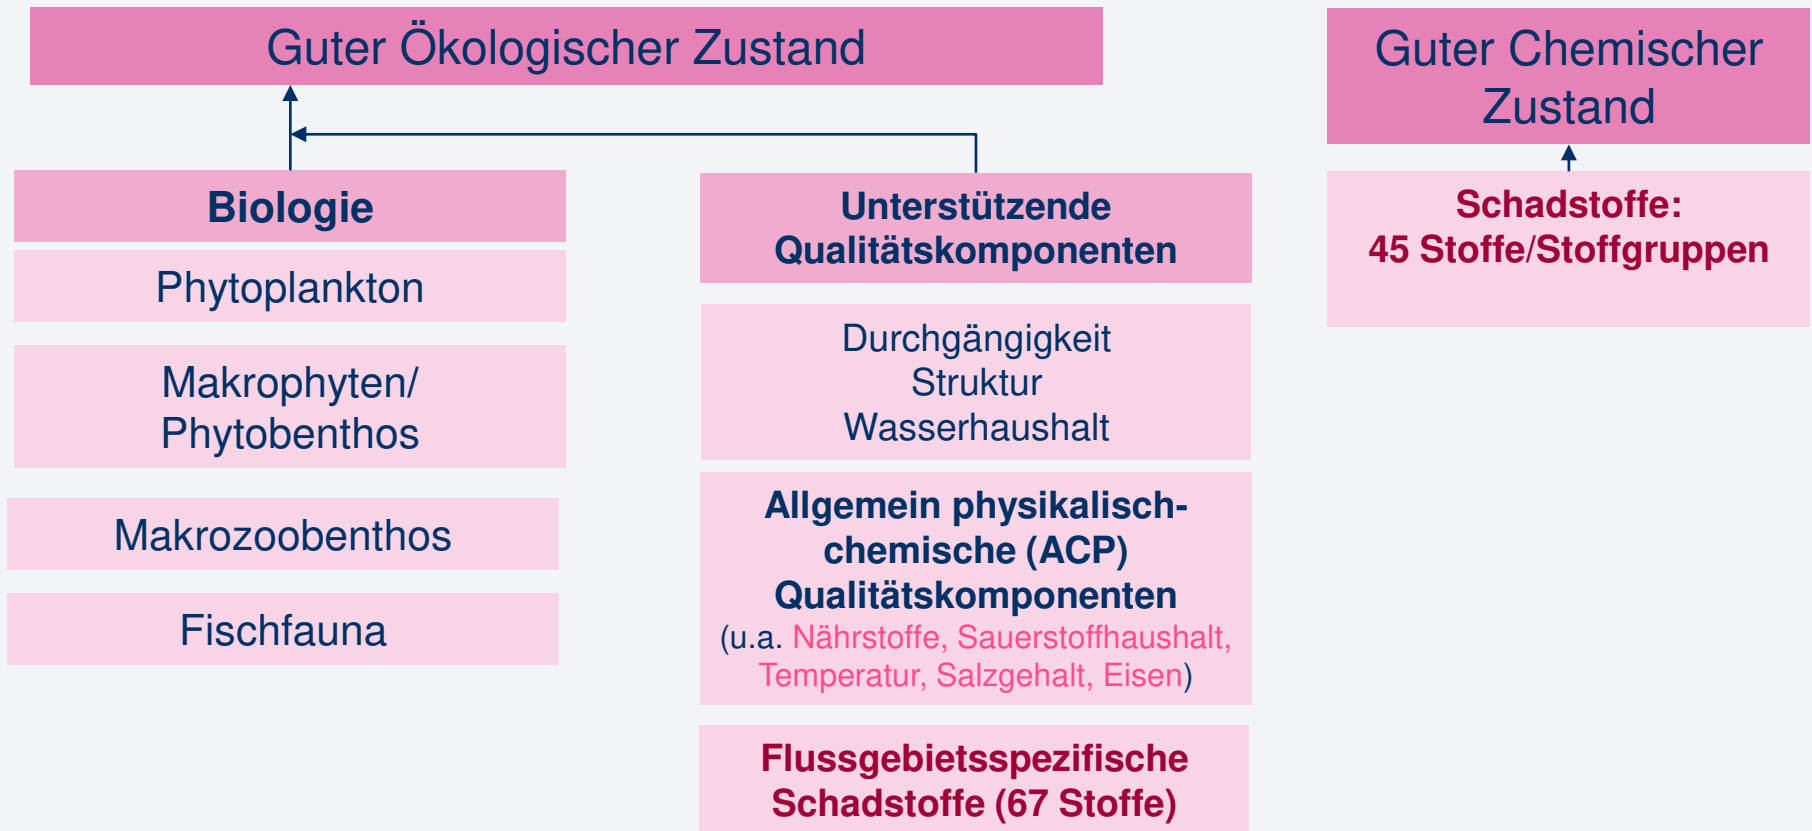 Guter Ökologischer Zustand
Guter Chemischer
Zustand
Biologie
Phytoplankton
Makrophyten/
Phytobenthos
Makrozoobenthos
Fischfauna
Unterstützende
Qualitätskomponenten
Durchgängigkeit
Struktur
Wasserhaushalt
Allgemein physikalisch-
chemische (ACP)
Qualitätskomponenten
(u.a. Nährstoffe, Sauerstoffhaushalt,
Temperatur, Salzgehalt, Eisen)
Flussgebietsspezifische
Schadstoffe (67 Stoffe)
Schadstoffe:
45 Stoffe/Stoffgruppen